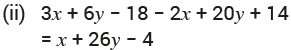 (ii) 3x + 6y – 18 – 2x + 20y + 14
= x + 26y – 4